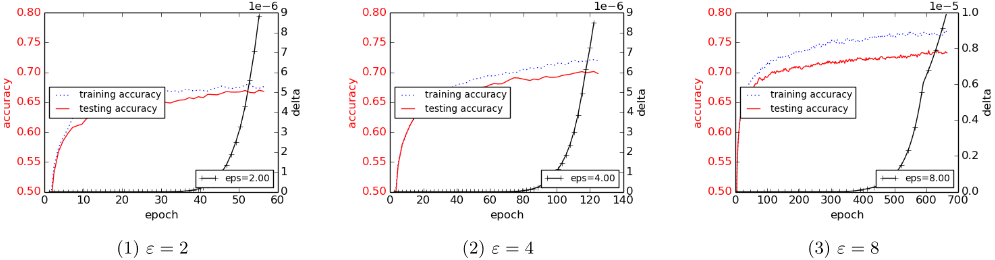 1e−6
0.80
0.75
0.70
0.65
0.60
0.55
0.50
accuracy
training accuracy
testing accuracy
eps=2.00
9
8
7
6
5
4
3
2
1
0
delta
0 10 20 30 40 50 60
epoch
(1) ε = 2
1e−6
0.80
0.75
0.70
0.65
0.60
0.55
0.50
accuracy
training accuracy
testing accuracy
eps=4.00
9
8
7
6
5
4
3
2
1
0
delta
0 20 40 60 80 100 120 140
epoch
(2) ε = 4
1e−5
0.80
0.75
0.70
0.65
0.60
0.55
0.50
accuracy
training accuracy
testing accuracy
eps=8.00
1.0
0.8
0.6
0.4
0.2
0.0
delta
0 100 200 300 400 500 600 700
epoch
(3) ε = 8